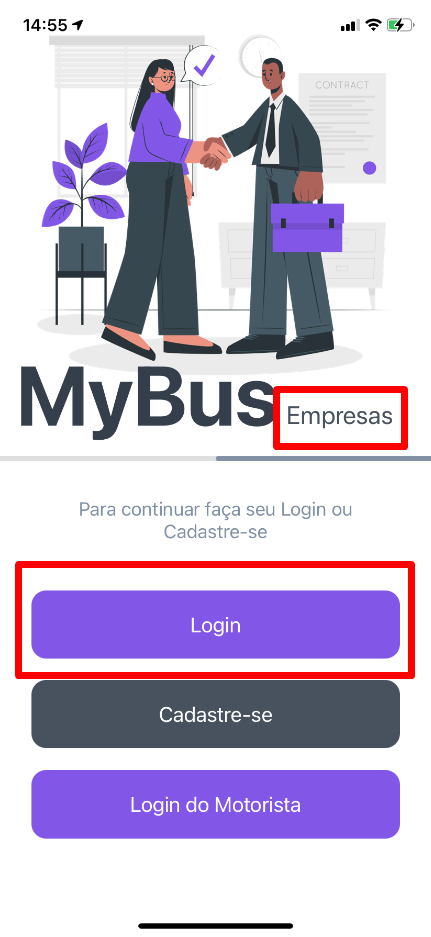 14:55
CONTRACT
MyBus
Empresas
Para continuar faça seu Login ou
Cadastre-se
Login
Cadastre-se
Login do Motorista